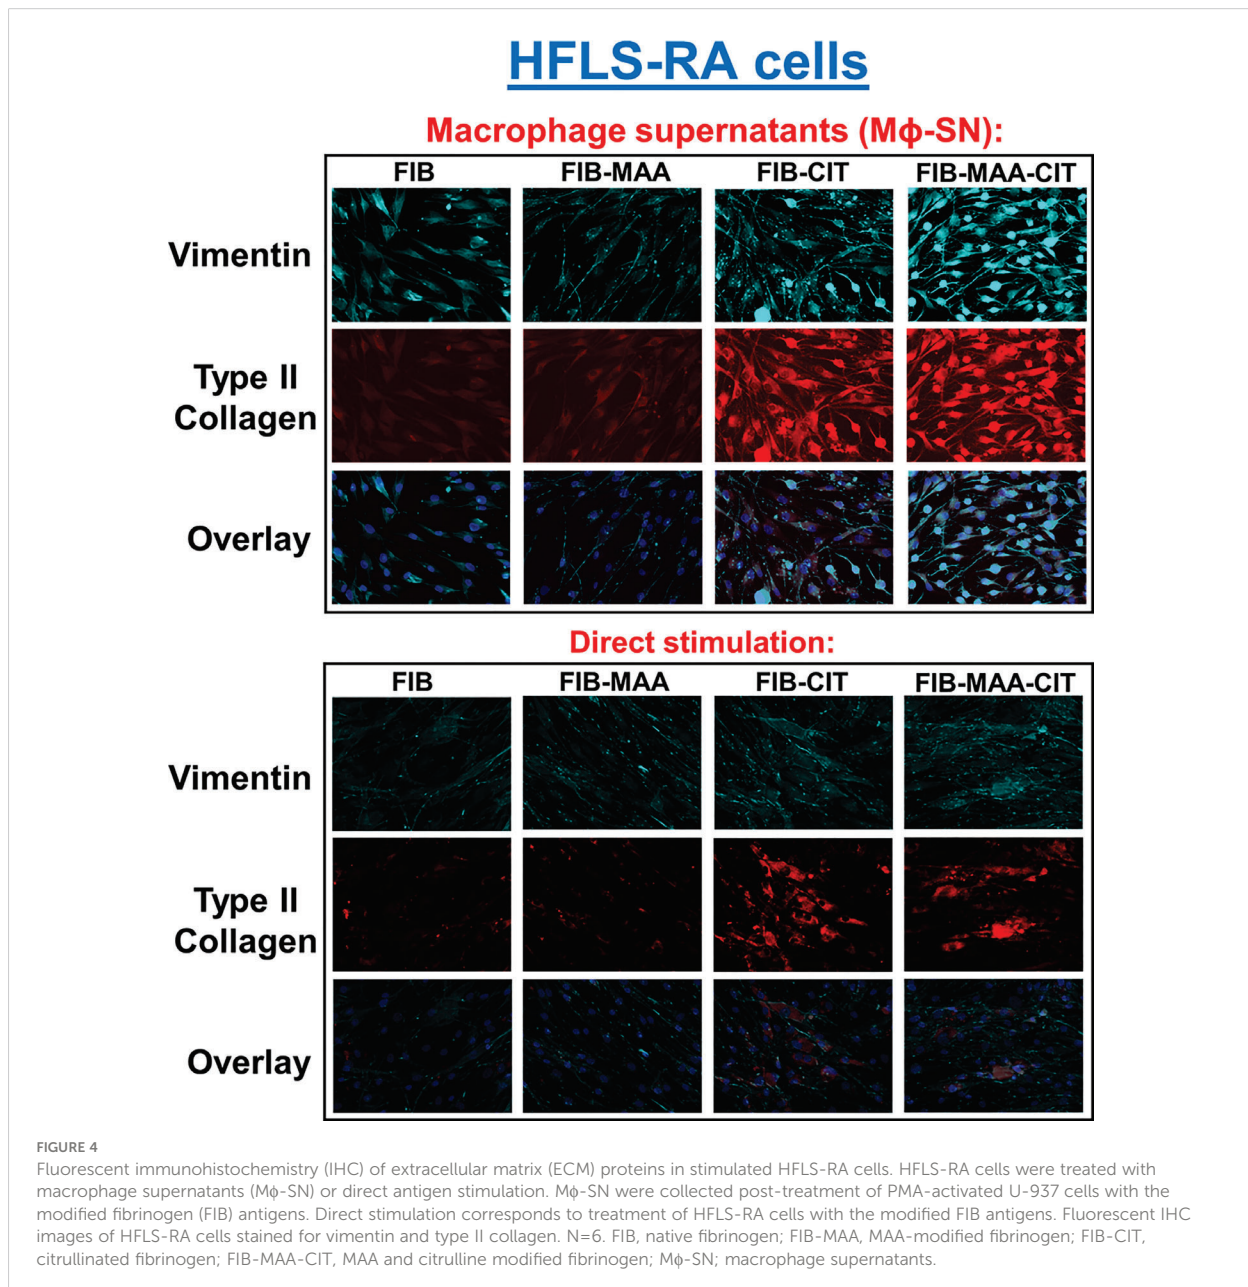 HFLS-RA cells
Macrophage supernatants (Mϕ-SN):
FIB FIB-MAA FIB-CIT FIB-MAA-CIT
Vimentin
Type II
Collagen
Overlay
Direct stimulation:
FIB FIB-MAA FIB-CIT FIB-MAA-CIT
Vimentin
Type II
Collagen
Overlay
FIGURE 4
Fluorescent immunohistochemistry (IHC) of extracellular matrix (ECM) proteins in stimulated HFLS-RA cells. HFLS-RA cells were treated with
macrophage supernatants (Mϕ-SN) or direct antigen stimulation. Mϕ-SN were collected post-treatment of PMA-activated U-937 cells with the
modified fibrinogen (FIB) antigens. Direct stimulation corresponds to treatment of HFLS-RA cells with the modified FIB antigens. Fluorescent IHC
images of HFLS-RA cells stained for vimentin and type II collagen. N=6. FIB, native fibrinogen; FIB-MAA, MAA-modified fibrinogen; FIB-CIT,
citrullinated fibrinogen; FIB-MAA-CIT, MAA and citrulline modified fibrinogen; Mϕ-SN; macrophage supernatants.